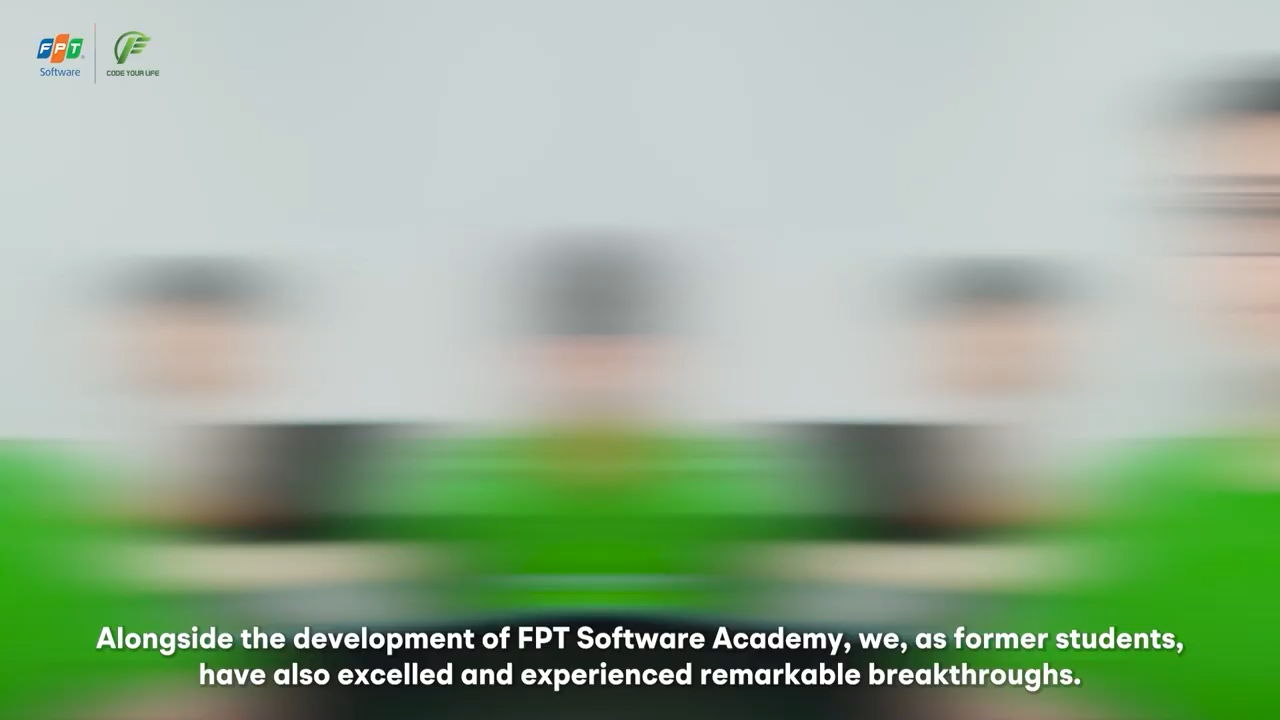 FPT
Software
CODE YOUR LIFE
Alongside the development of FPT Software Academy, we, as former students,
have also excelled and experienced remarkable breakthroughs.